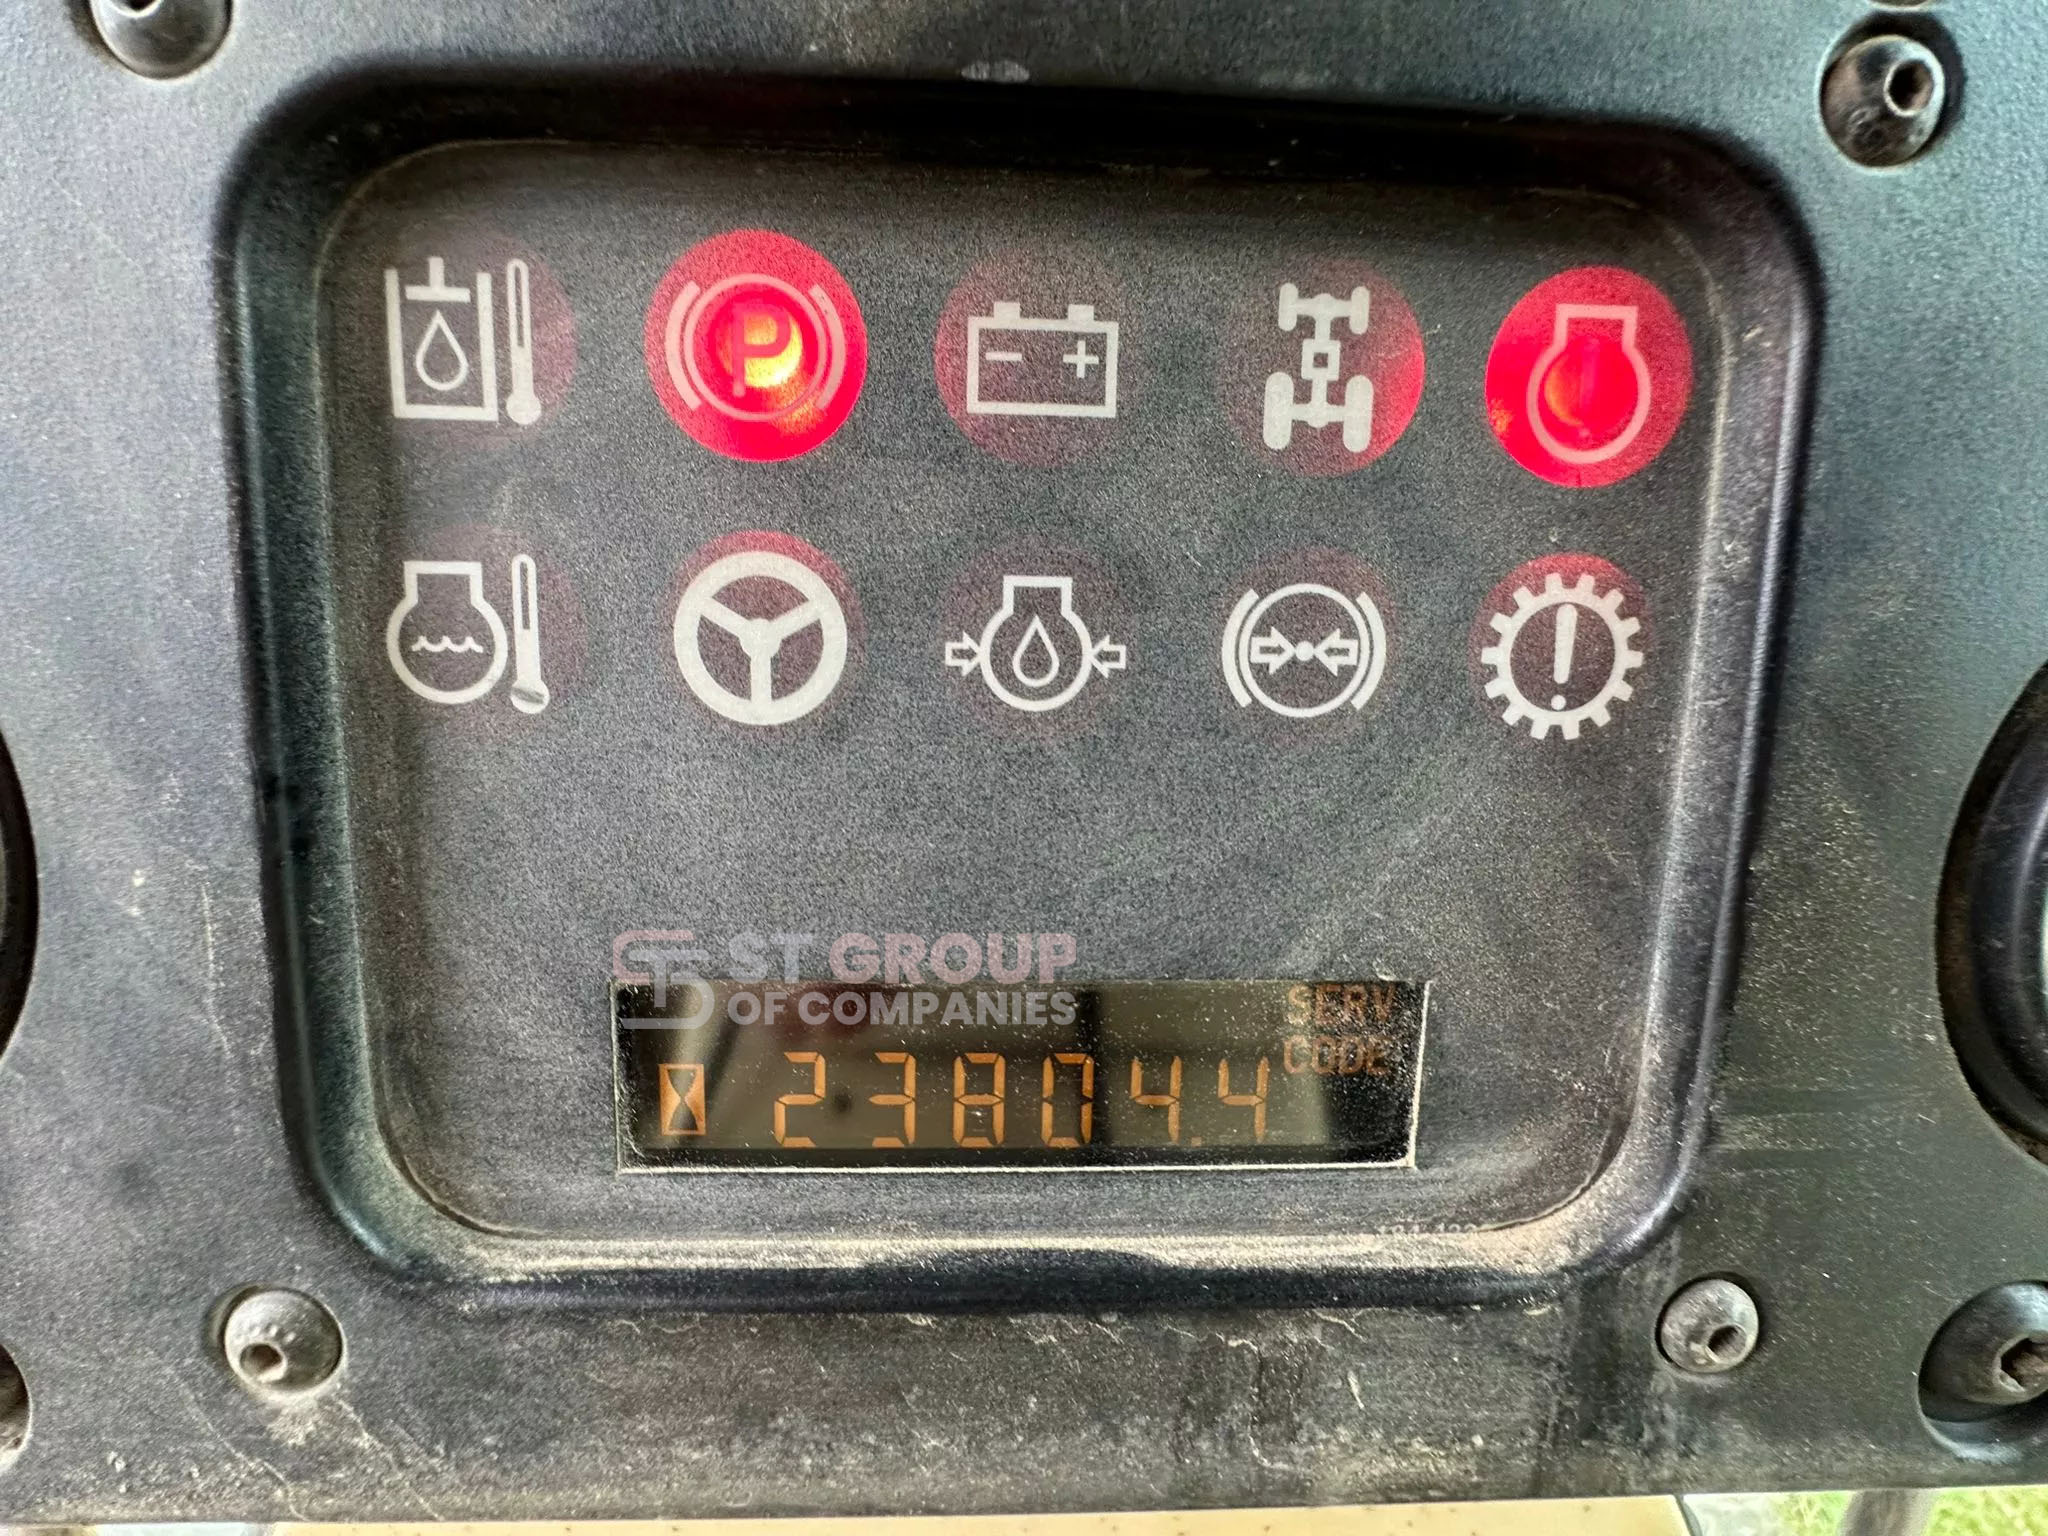 P
- +
ST GROUP
OF COMPANIES
SERV
CODE
23804.4